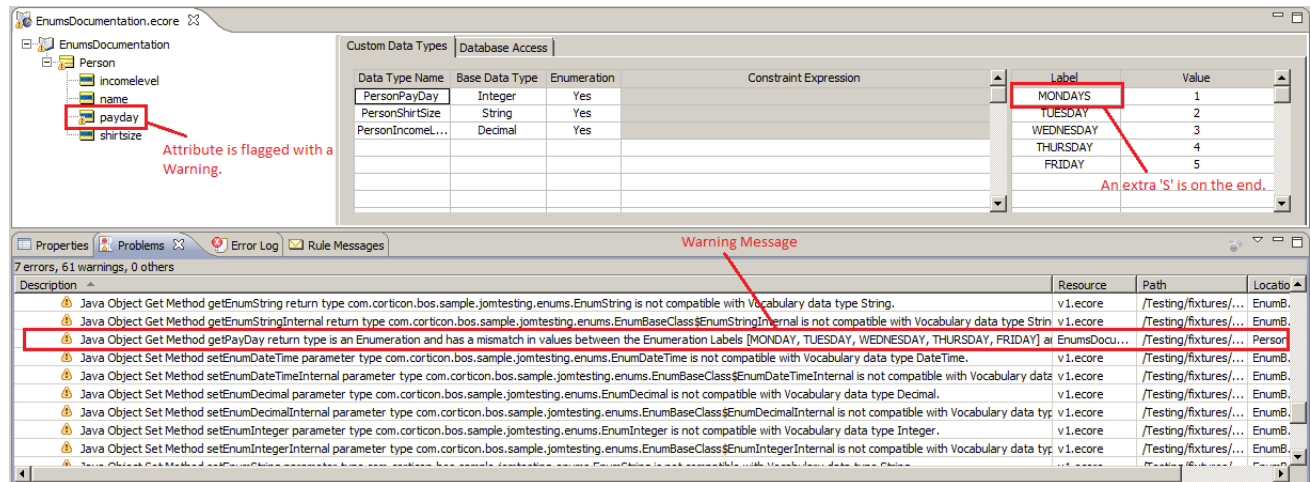 EnumsDocumentation.ecore
EnumsDocumentation
Person
incomelevel
name
payday
shirtsize
Attribute is flagged with a
Warning.
Custom Data Types Database Access
Data Type Name Base Data Type Enumeration Constraint Expression
PersonPayDay Integer Yes
PersonShirtSize String Yes
PersonIncomeL... Decimal Yes
Label Value
MONDAYS 1
TUESDAY 2
WEDNESDAY 3
THURSDAY 4
FRIDAY 5
An extra 'S' is on the end.
Properties Problems Error Log Rule Messages
Warning Message
7 errors, 61 warnings, 0 others
Description Resource Path Locatio
Java Object Get Method getEnumString return type com.corticon.bos.sample.jomtesting.enums.EnumString is not compatible with Vocabulary data type String. v1.ecore /Testing/fixtures/... EnumB.
Java Object Get Method getEnumStringInternal return type com.corticon.bos.sample.jomtesting.enums.EnumBaseClass$EnumStringInternal is not compatible with Vocabulary data type Strin v1.ecore /Testing/fixtures/... EnumB.
Java Object Get Method getPayDay return type is an Enumeration and has a mismatch in values between the Enumeration Labels [MONDAY, TUESDAY, WEDNESDAY, THURSDAY, FRIDAY] a EnumsDocu... /Testing/fixtures/... Person
Java Object Set Method setEnumDateTime parameter type com.corticon.bos.sample.jomtesting.enums.EnumDateTime is not compatible with Vocabulary data type DateTime. v1.ecore /Testing/fixtures/... EnumB.
Java Object Set Method setEnumDateTimeInternal parameter type com.corticon.bos.sample.jomtesting.enums.EnumBaseClass$EnumDateTimeInternal is not compatible with Vocabulary data v1.ecore /Testing/fixtures/... EnumB.
Java Object Set Method setEnumDecimal parameter type com.corticon.bos.sample.jomtesting.enums.EnumDecimal is not compatible with Vocabulary data type Decimal. v1.ecore /Testing/fixtures/... EnumB.
Java Object Set Method setEnumDecimalInternal parameter type com.corticon.bos.sample.jomtesting.enums.EnumBaseClass$EnumDecimalInternal is not compatible with Vocabulary data typ v1.ecore /Testing/fixtures/... EnumB.
Java Object Set Method setEnumInteger parameter type com.corticon.bos.sample.jomtesting.enums.EnumInteger is not compatible with Vocabulary data type Integer. v1.ecore /Testing/fixtures/... EnumB.
Java Object Set Method setEnumIntegerInternal parameter type com.corticon.bos.sample.jomtesting.enums.EnumBaseClass$EnumIntegerInternal is not compatible with Vocabulary data typ v1.ecore /Testing/fixtures/... EnumB.